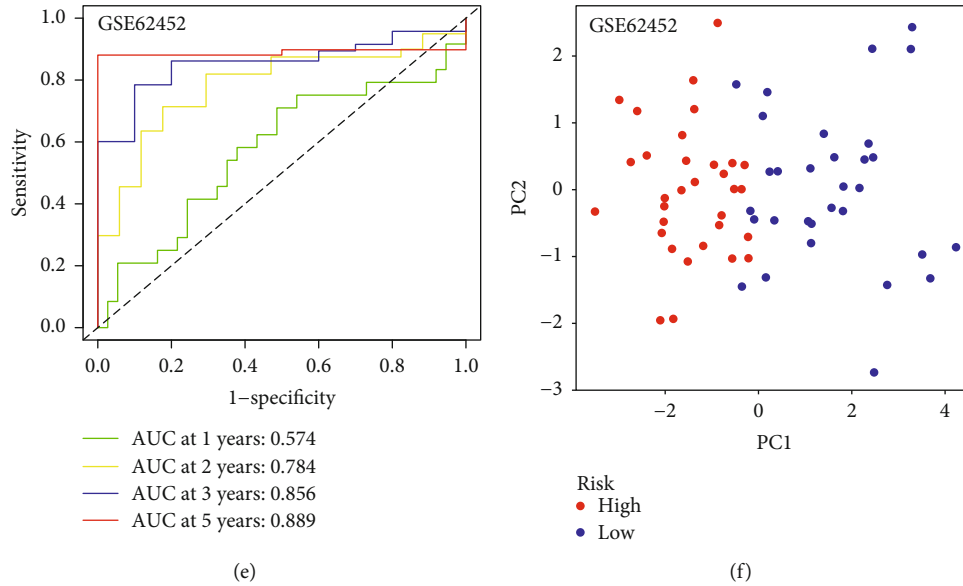 GSE62452
1.0
0.8
0.6
0.4
0.2
0.0
Sensitivity
0.0 0.2 0.4 0.6 0.8 1.0
1−specificity
AUC at 1 years: 0.574
AUC at 2 years: 0.784
AUC at 3 years: 0.856
AUC at 5 years: 0.889
(e)
GSE62452
2
1
0
−1
−2
−3
PC2
−2 0 2 4
PC1
Risk
High
Low
(f)